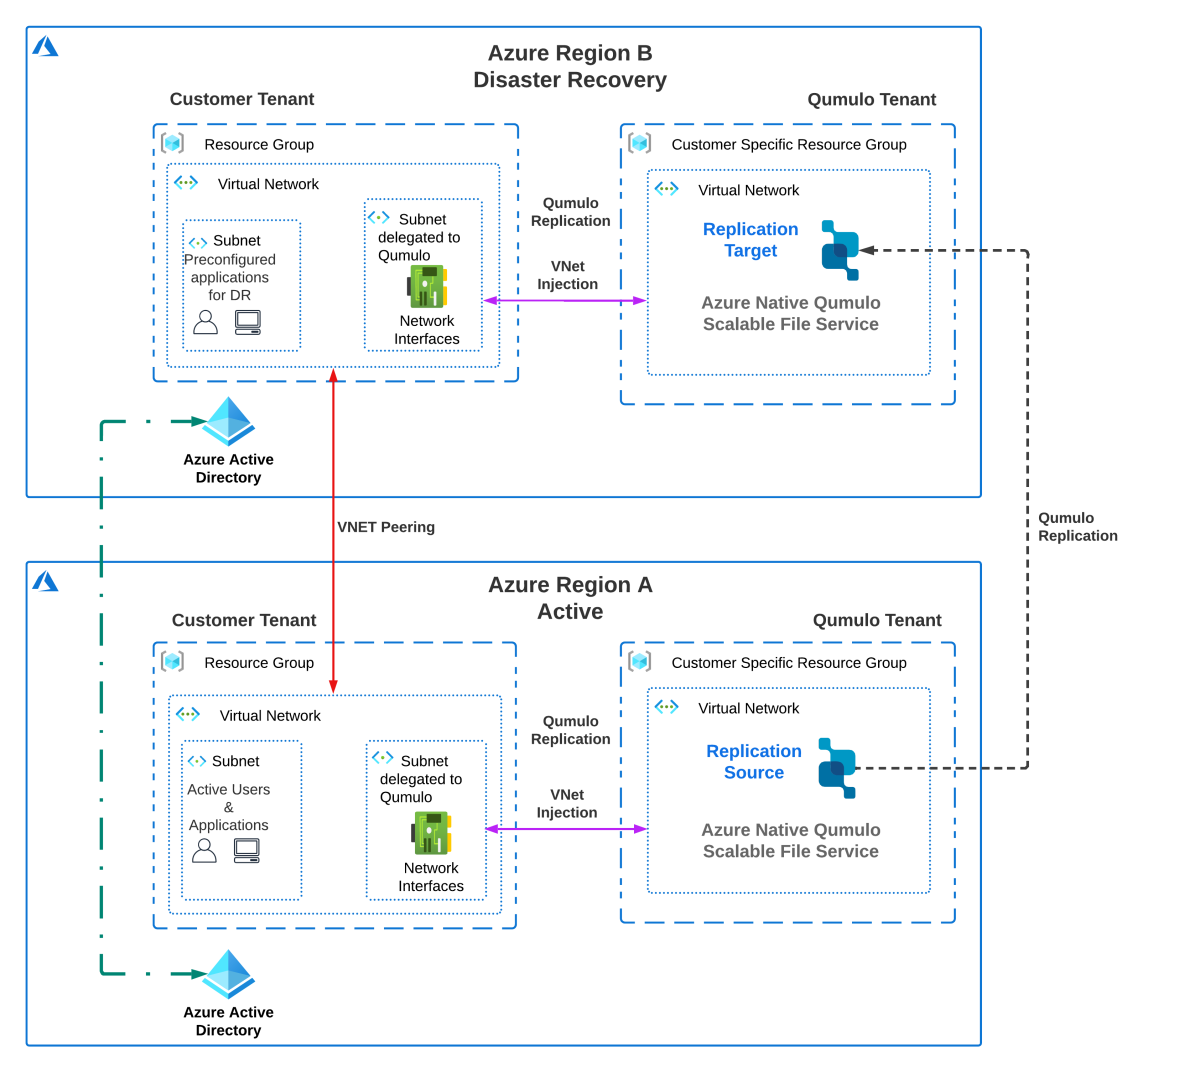 Azure Region B
Disaster Recovery
Customer Tenant
Qumulo Tenant
Resource Group
Virtual Network
Subnet
Preconfigured
applications
for DR
Subnet
delegated to
Qumulo
Network
Interfaces
Qumulo
Replication
VNet
Injection
Customer Specific Resource Group
Virtual Network
Replication
Target
Azure Native Qumulo
Scalable File Service
Azure Active
Directory
VNET Peering
Qumulo
Replication
Azure Region A
Active
Customer Tenant
Qumulo Tenant
Resource Group
Virtual Network
Subnet
Active Users
&
Applications
Subnet
delegated to
Qumulo
Network
Interfaces
Qumulo
Replication
VNet
Injection
Customer Specific Resource Group
Virtual Network
Replication
Source
Azure Native Qumulo
Scalable File Service
Azure Active
Directory